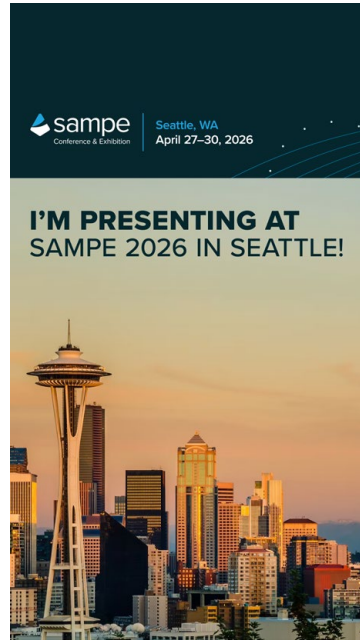 sampe
Conference & Exhibition
Seattle, WA
April 27–30, 2026
I’M PRESENTING AT
SAMPE 2026 IN SEATTLE!